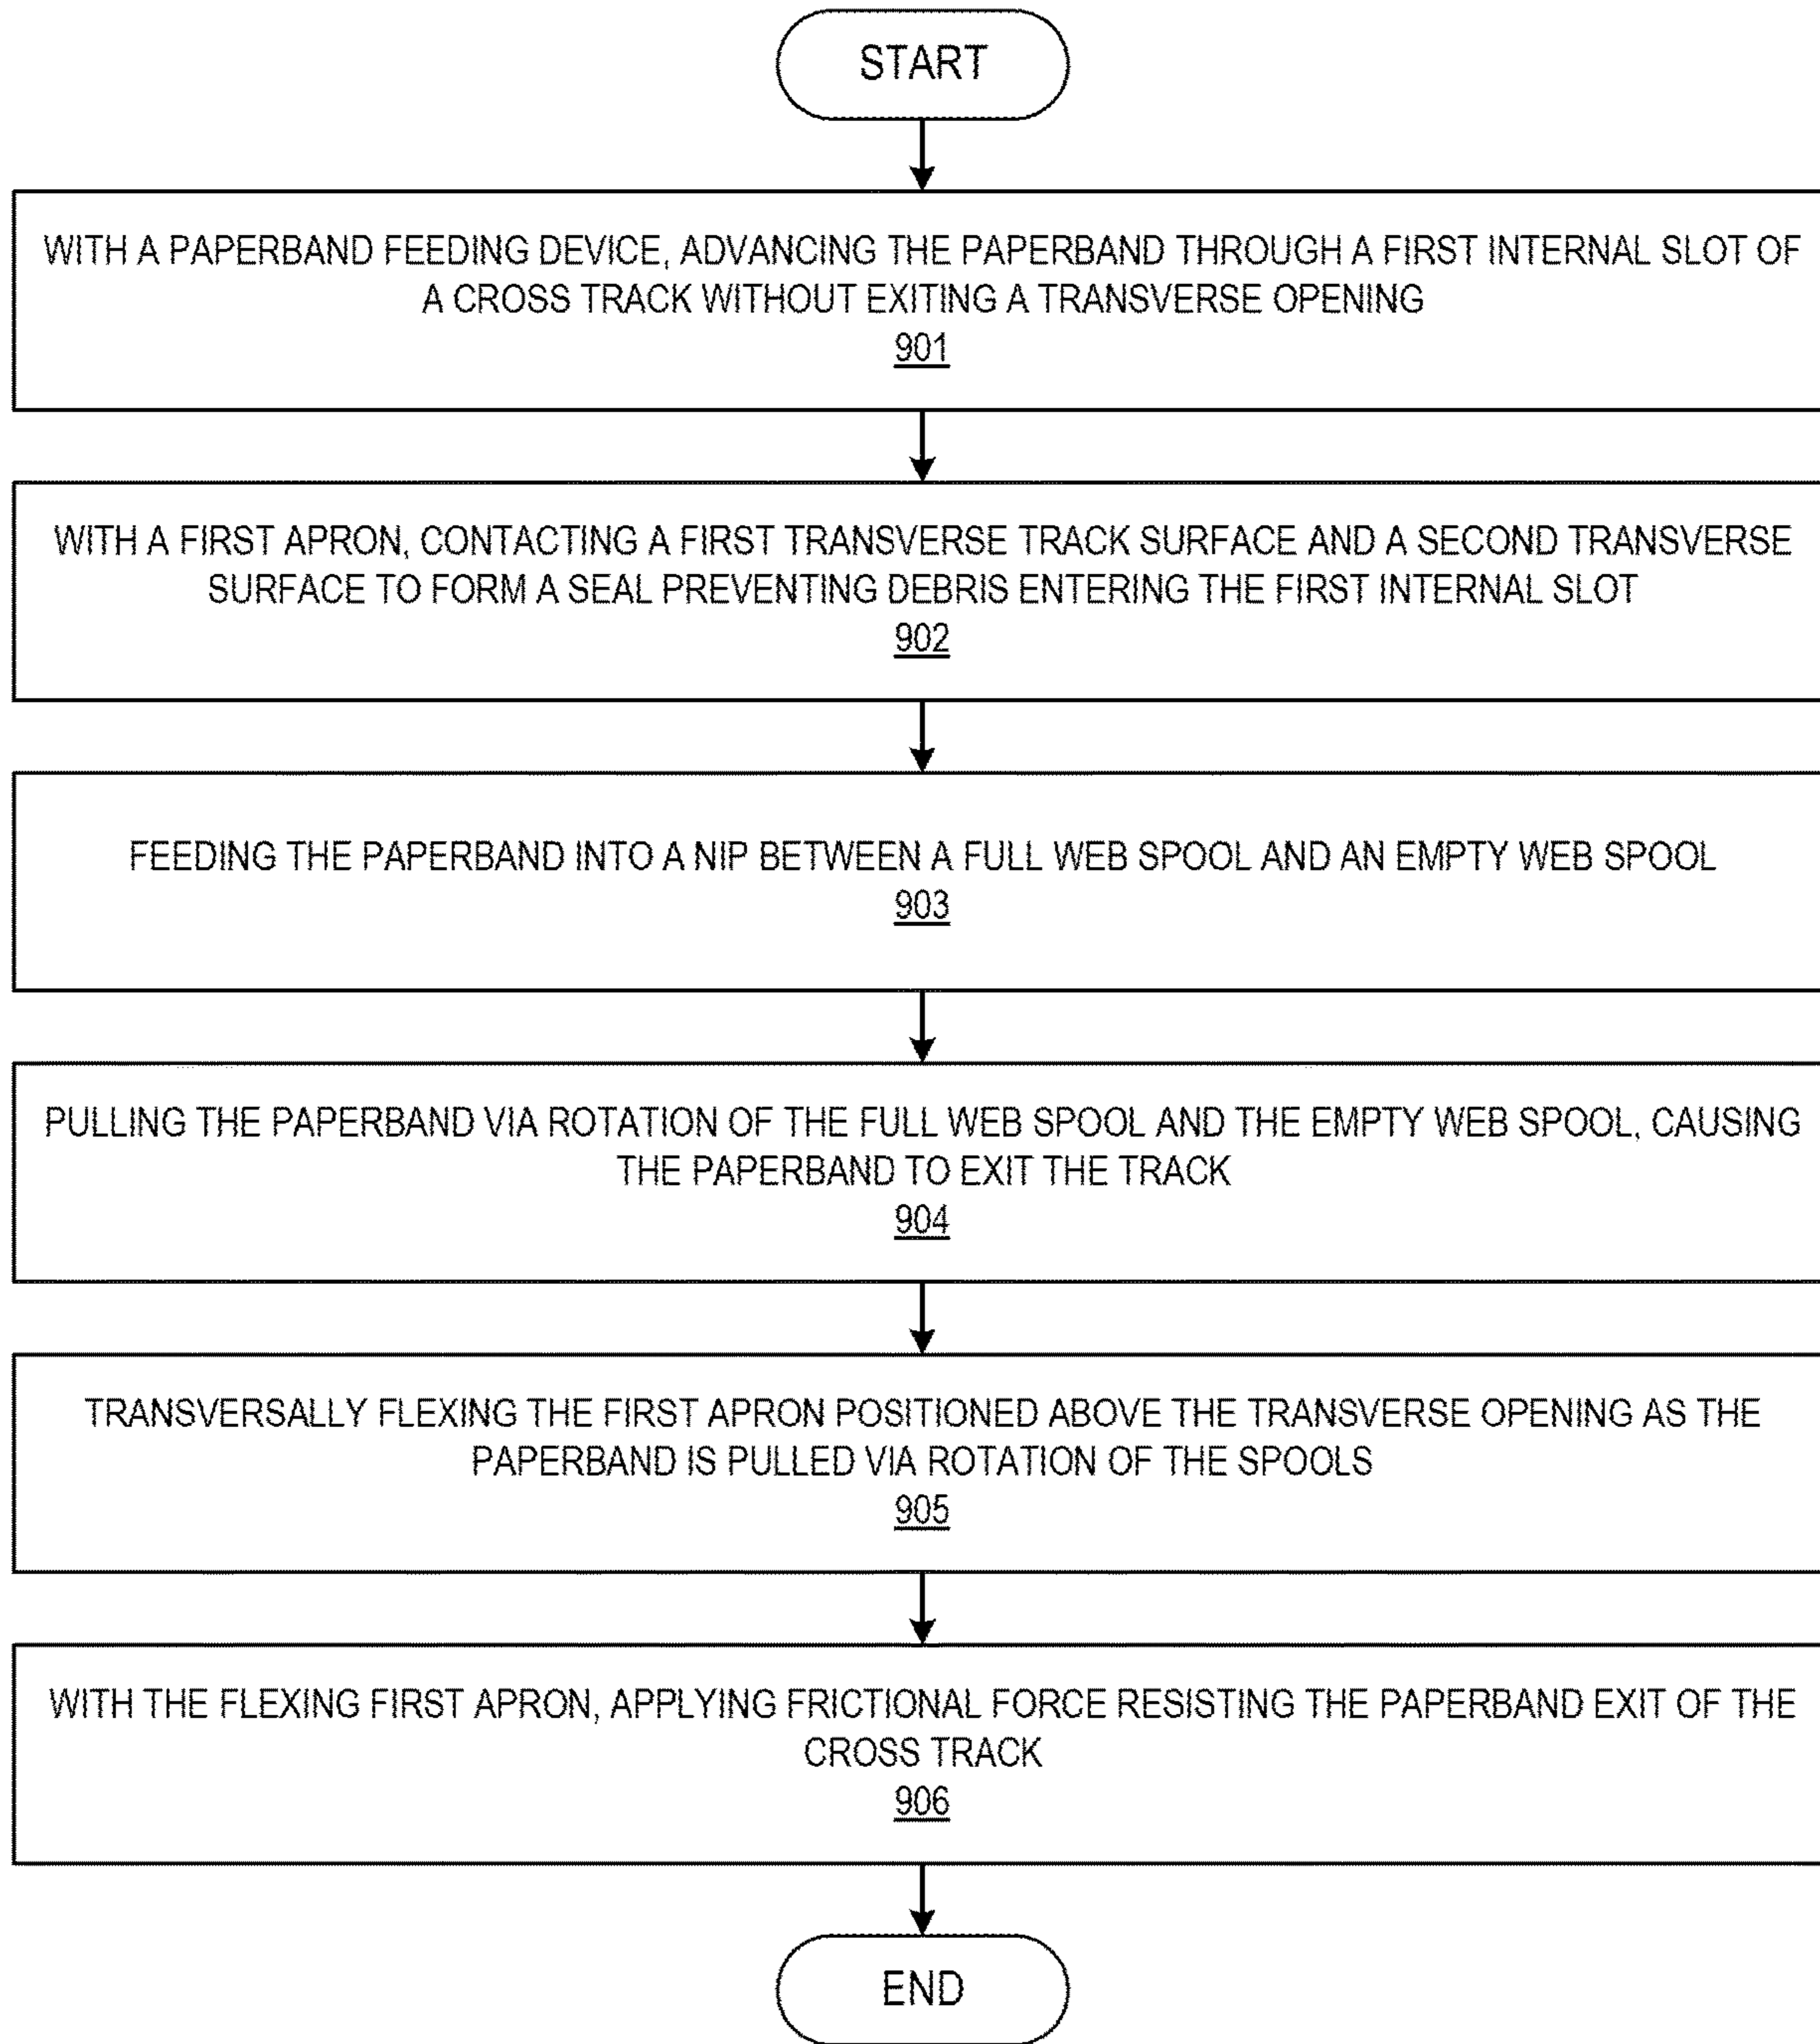 START
WITH A PAPERBAND FEEDING DEVICE, ADVANCING THE PAPERBAND THROUGH A FIRST INTERNAL SLOT OF
A CROSS TRACK WITHOUT EXITING A TRANSVERSE OPENING
901
WITH A FIRST APRON, CONTACTING A FIRST TRANSVERSE TRACK SURFACE AND A SECOND TRANSVERSE
SURFACE TO FORM A SEAL PREVENTING DEBRIS ENTERING THE FIRST INTERNAL SLOT
902
FEEDING THE PAPERBAND INTO A NIP BETWEEN A FULL WEB SPOOL AND AN EMPTY WEB SPOOL
903
PULLING THE PAPERBAND VIA ROTATION OF THE FULL WEB SPOOL AND THE EMPTY WEB SPOOL, CAUSING
THE PAPERBAND TO EXIT THE TRACK
904
TRANSVERSALLY FLEXING THE FIRST APRON POSITIONED ABOVE THE TRANSVERSE OPENING AS THE
PAPERBAND IS PULLED VIA ROTATION OF THE SPOOLS
905
WITH THE FLEXING FIRST APRON, APPLYING FRICTIONAL FORCE RESISTING THE PAPERBAND EXIT OF THE
CROSS TRACK
906
END